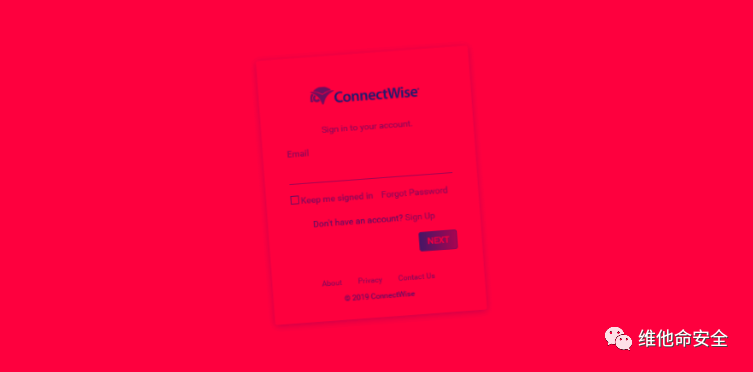 ConnectWise
Sign in to your account.
Email
Keep me signed in Forgot Password
Don't have an account? Sign Up
NEXT
About Privacy Contact Us
© 2019 ConnectWise
维他命安全